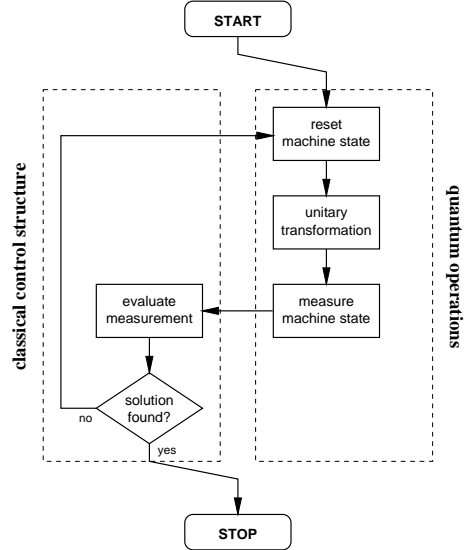 START
reset
machine state
unitary
transformation
measure
machine state
evaluate
measurement
solution
found?
no
yes
STOP
classical control structure
quantum operations